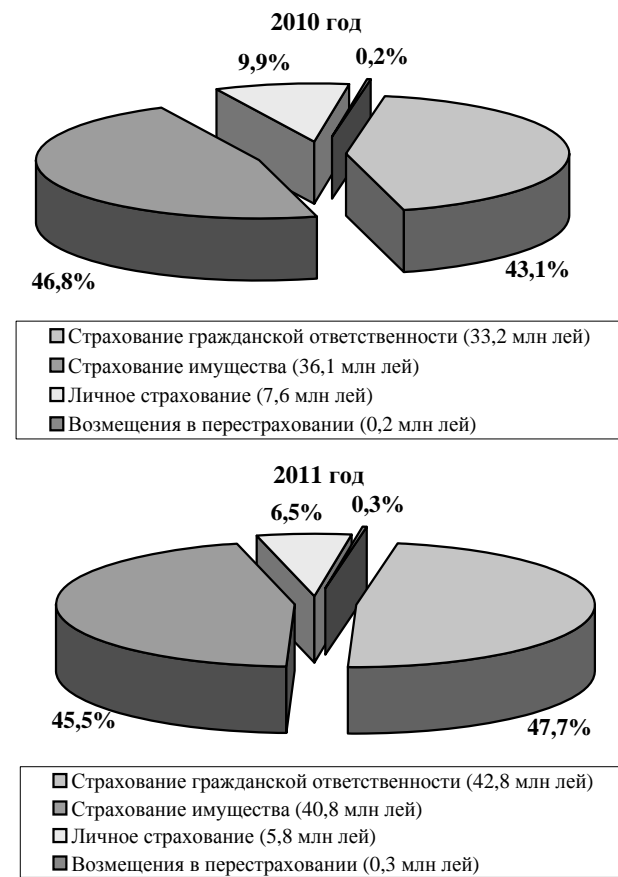 2010 год
9,9%
0,2%
46,8%
43,1%
Страхование гражданской ответственности (33,2 млн лей)
Страхование имущества (36,1 млн лей)
Личное страхование (7,6 млн лей)
Возмещения в перестраховании (0,2 млн лей)
2011 год
6,5%
0,3%
45,5%
47,7%
Страхование гражданской ответственности (42,8 млн лей)
Страхование имущества (40,8 млн лей)
Личное страхование (5,8 млн лей)
Возмещения в перестраховании (0,3 млн лей)